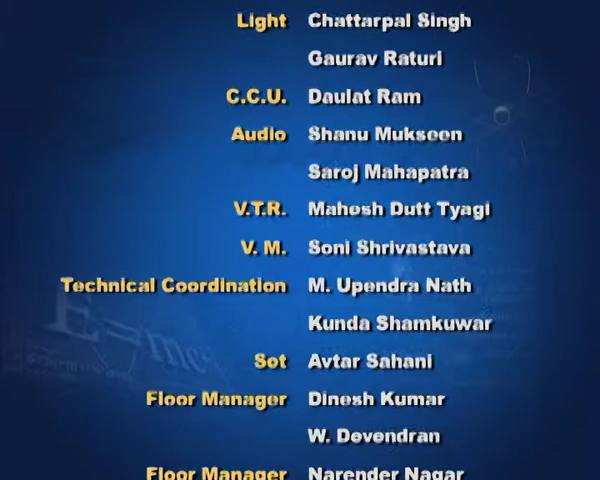 Light Chattarpal Singh
Gaurav Raturi
C.C.U. Daulat Ram
Audio Shanu Mukseen
Saroj Mahapatra
V.T.R. Mahesh Dutt Tyagi
V. M. Soni Shrivastava
Technical Coordination M. Upendra Nath
Kunda Shamkuwar
Set Avtar Sahani
Floor Manager Dinesh Kumar
W. Devendran
Floor Manager Narender Nagar
E=mc²